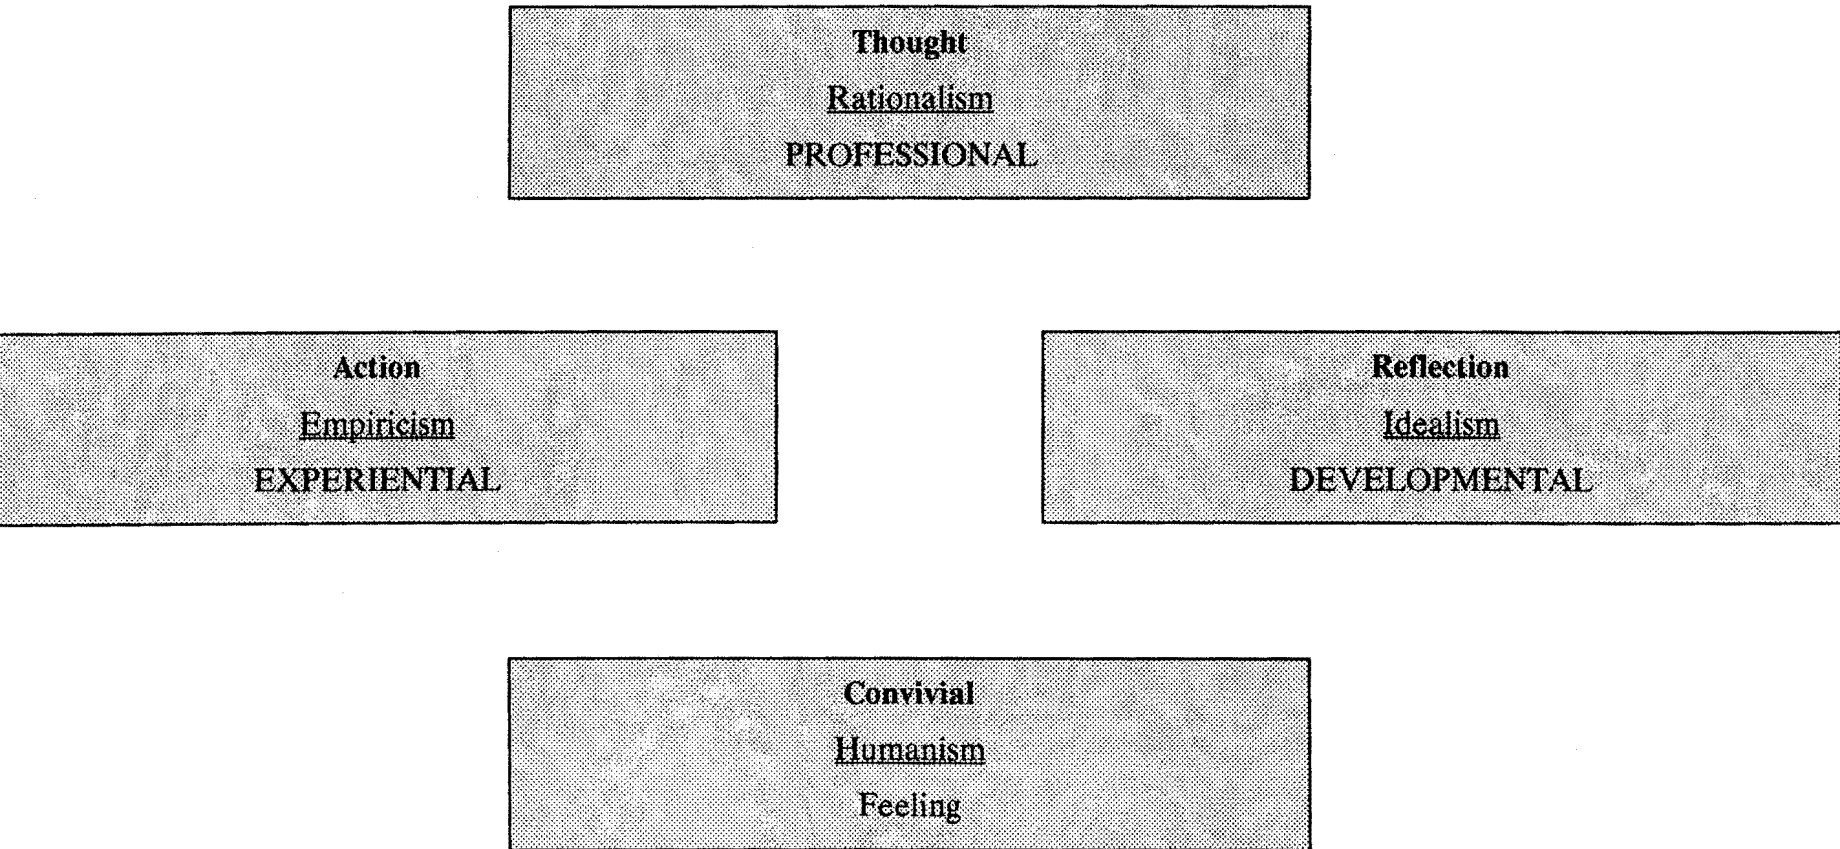 Thought
Rationalism
PROFESSIONAL
Action
Empiricism
EXPERIENTIAL
Reflection
Idealism
DEVELOPMENTAL
Convivial
Humanism
Feeling